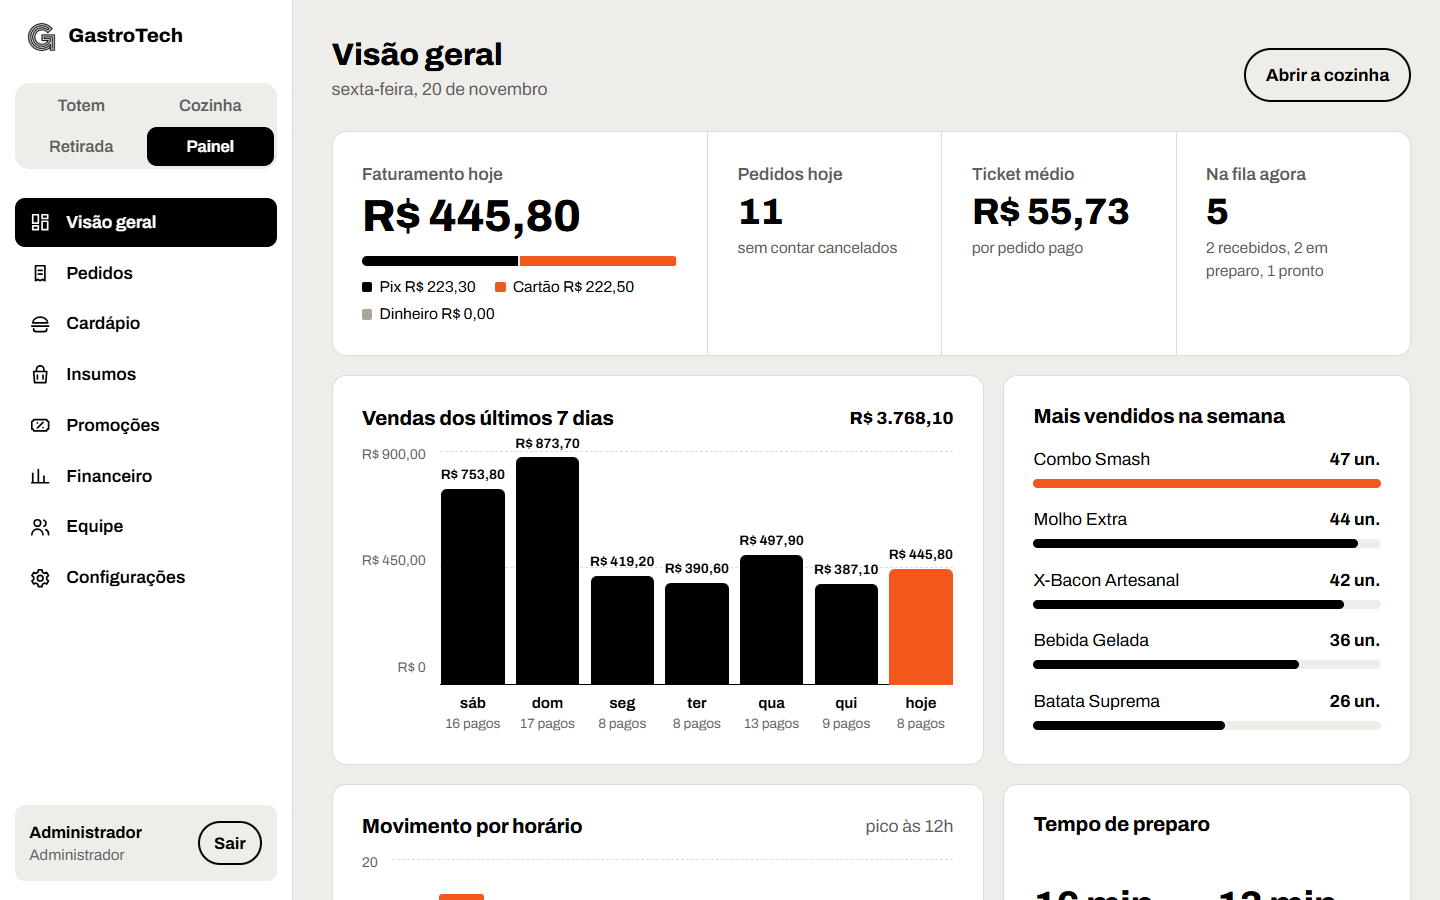 GastroTech
Totem
Cozinha
Retirada
Painel
Visão geral
Pedidos
Cardápio
Insumos
Promoções
Financeiro
Equipe
Configurações
Administrador
Administrador
Sair
Visão geral
sexta-feira, 20 de novembro
Abrir a cozinha
Faturamento hoje
R$ 445,80
Pix R$ 223,30
Cartão R$ 222,50
Dinheiro R$ 0,00
Pedidos hoje
11
sem contar cancelados
Ticket médio
R$ 55,73
por pedido pago
Na fila agora
5
2 recebidos, 2 em
preparo, 1 pronto
Vendas dos últimos 7 dias
R$ 3.768,10
R$ 900,00
R$ 450,00
R$ 0
R$ 753,80
R$ 873,70
R$ 419,20
R$ 390,60
R$ 497,90
R$ 387,10
R$ 445,80
sáb
16 pagos
dom
17 pagos
seg
8 pagos
ter
8 pagos
qua
13 pagos
qui
9 pagos
hoje
8 pagos
Mais vendidos na semana
Combo Smash
47 un.
Molho Extra
44 un.
X-Bacon Artesanal
42 un.
Bebida Gelada
36 un.
Batata Suprema
26 un.
Movimento por horário
pico às 12h
20
Tempo de preparo